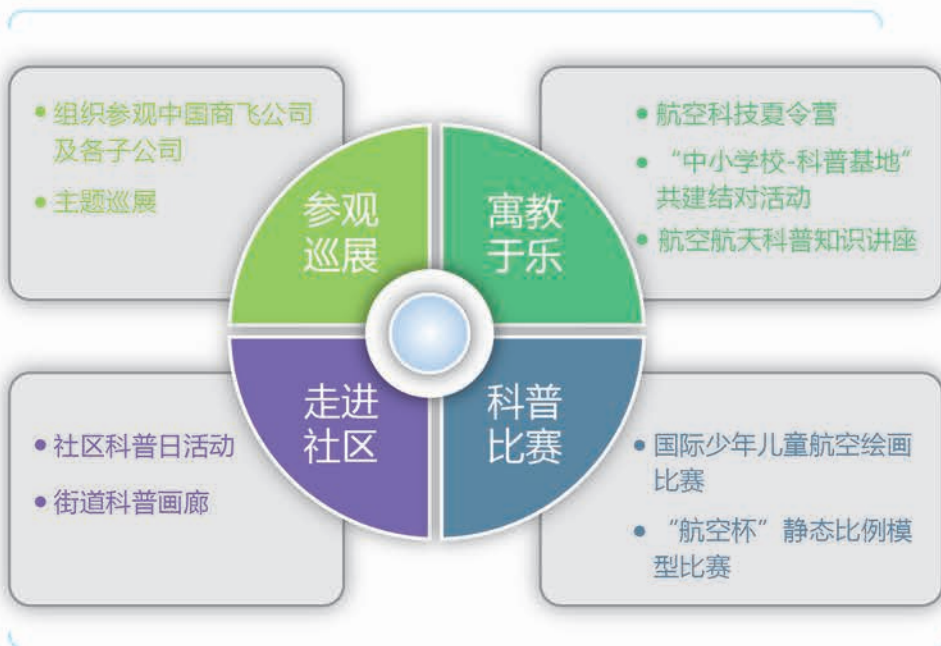 • 组织参观中国商飞公司
及各子公司
• 主题巡展
参观
巡展
寓教
于乐
• 航空科技夏令营
• “中小学校-科普基地”
共建结对活动
• 航空航天科普知识讲座
• 社区科普日活动
• 街道科普画廊
走进
社区
科普
比赛
• 国际少年儿童航空绘画
比赛
• “航空杯”静态比例模
型比赛